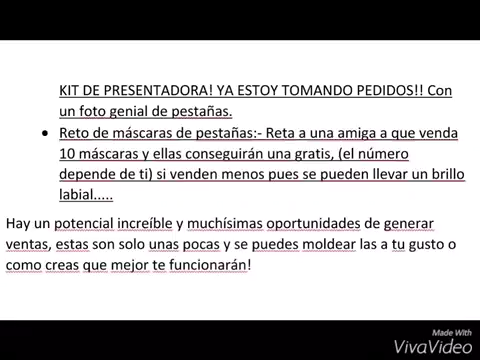 KIT DE PRESENTADORA! YA ESTOY TOMANDO PEDIDOS!! Con
un foto genial de pestañas.
• Reto de máscaras de pestañas:- Reta a una amiga a que venda
10 máscaras y ellas conseguirán una gratis, (el número
depende de ti) si venden menos pues se pueden llevar un brillo
labial.....
Hay un potencial increíble y muchísimas oportunidades de generar
ventas, estas son solo unas pocas y se puedes moldear las a tu gusto o
como creas que mejor te funcionarán!
Made With
VivaVideo